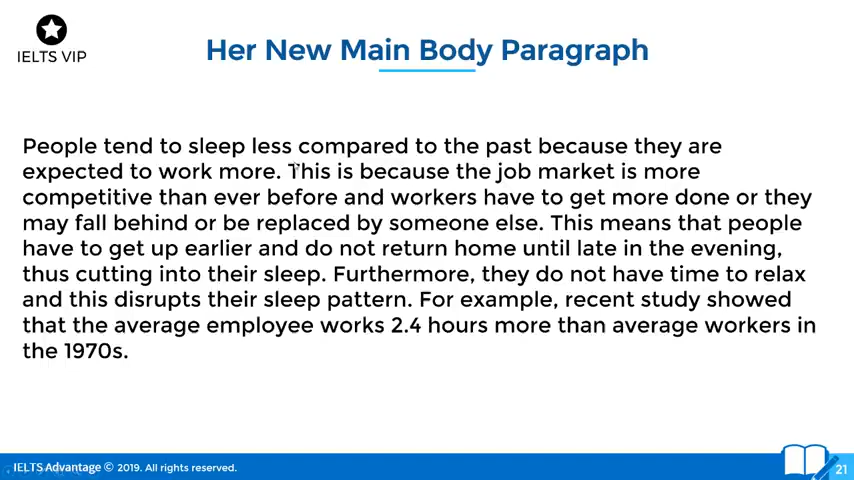 IELTS VIP
Her New Main Body Paragraph
People tend to sleep less compared to the past because they are
expected to work more. This is because the job market is more
competitive than ever before and workers have to get more done or they
may fall behind or be replaced by someone else. This means that people
have to get up earlier and do not return home until late in the evening,
thus cutting into their sleep. Furthermore, they do not have time to relax
and this disrupts their sleep pattern. For example, recent study showed
that the average employee works 2.4 hours more than average workers in
the 1970s.
IELTS Advantage © 2019. All rights reserved.
21